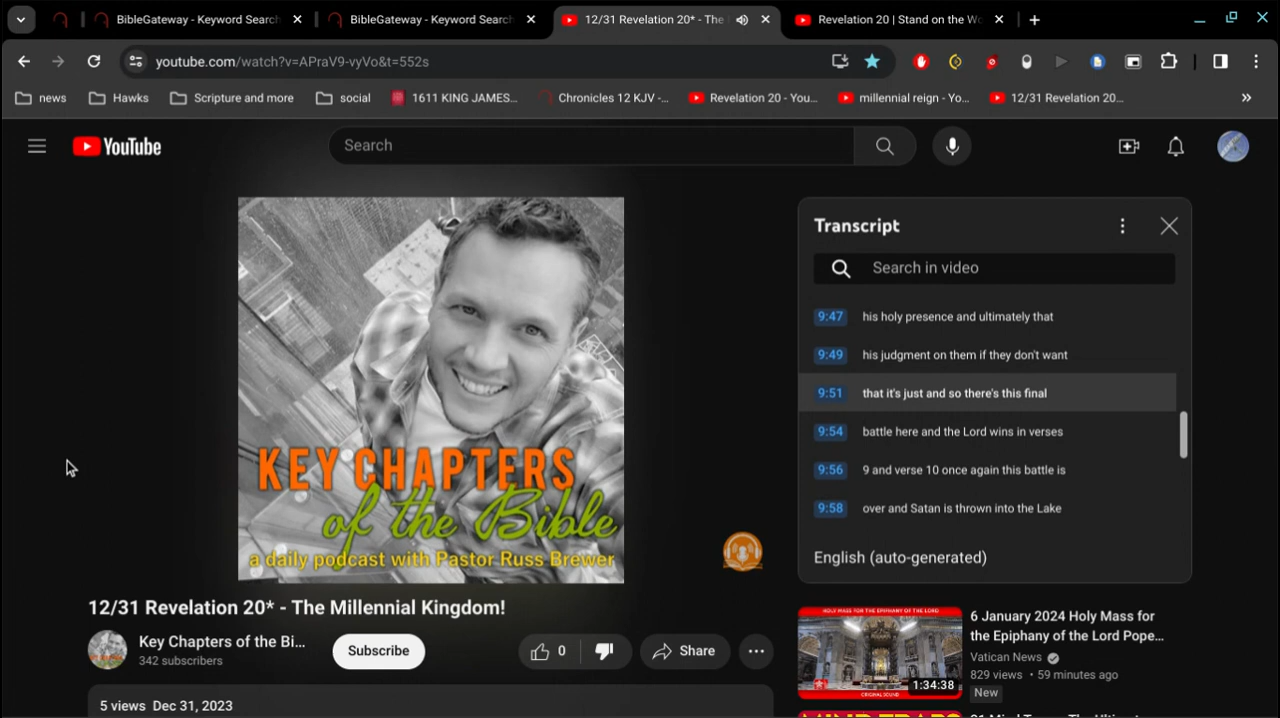 BibleGateway - Keyword Search
BibleGateway - Keyword Search
12/31 Revelation 20* - The
Revelation 20 | Stand on the Wo
youtube.com/watch?v=APraV9-vyVo&t=552s
news
Hawks
Scripture and more
social
1611 KING JAMES...
Chronicles 12 KJV -...
Revelation 20 - You...
millennial reign - Yo...
12/31 Revelation 20...
YouTube
Search
KEY CHAPTERS
of the Bible
a daily podcast with Pastor Russ Brewer
Transcript
Search in video
9:47 his holy presence and ultimately that
9:49 his judgment on them if they don't want
9:51 that it's just and so there's this final
9:54 battle here and the Lord wins in verses
9:56 9 and verse 10 once again this battle is
9:58 over and Satan is thrown into the Lake
English (auto-generated)
12/31 Revelation 20* - The Millennial Kingdom!
Key Chapters of the Bi...
342 subscribers
Subscribe
0
Share
5 views Dec 31, 2023
HOLY MASS FOR THE EPIPHANY OF THE LORD
ORIGINAL SOUND
1:34:38
6 January 2024 Holy Mass for
the Epiphany of the Lord Pope...
Vatican News
829 views • 59 minutes ago
New